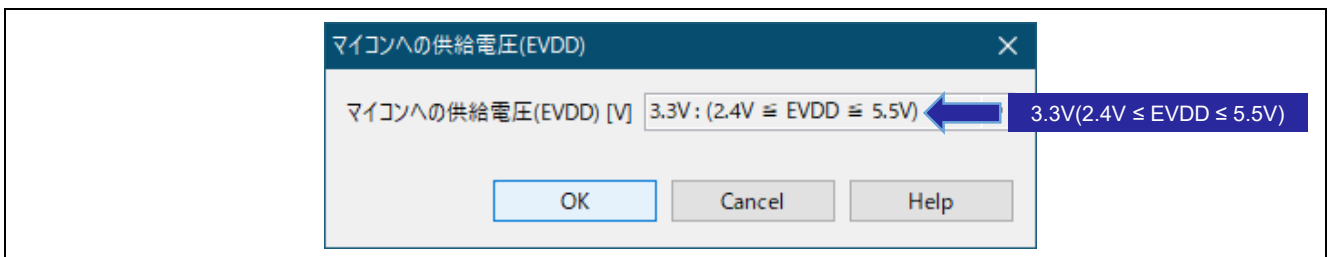 マイコンへの供給電圧(EVDD)
マイコンへの供給電圧(EVDD) [V] 3.3V : (2.4V ≦ EVDD ≦ 5.5V) 3.3V(2.4V ≤ EVDD ≤ 5.5V)
OK Cancel Help